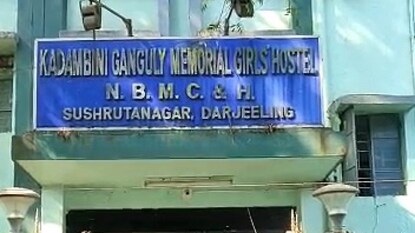 KADAMBINI GANGULY MEMORIAL GIRLS' HOSTEL
N. B. M. C. & H.
SUSHRUTANAGAR, DARJEELING